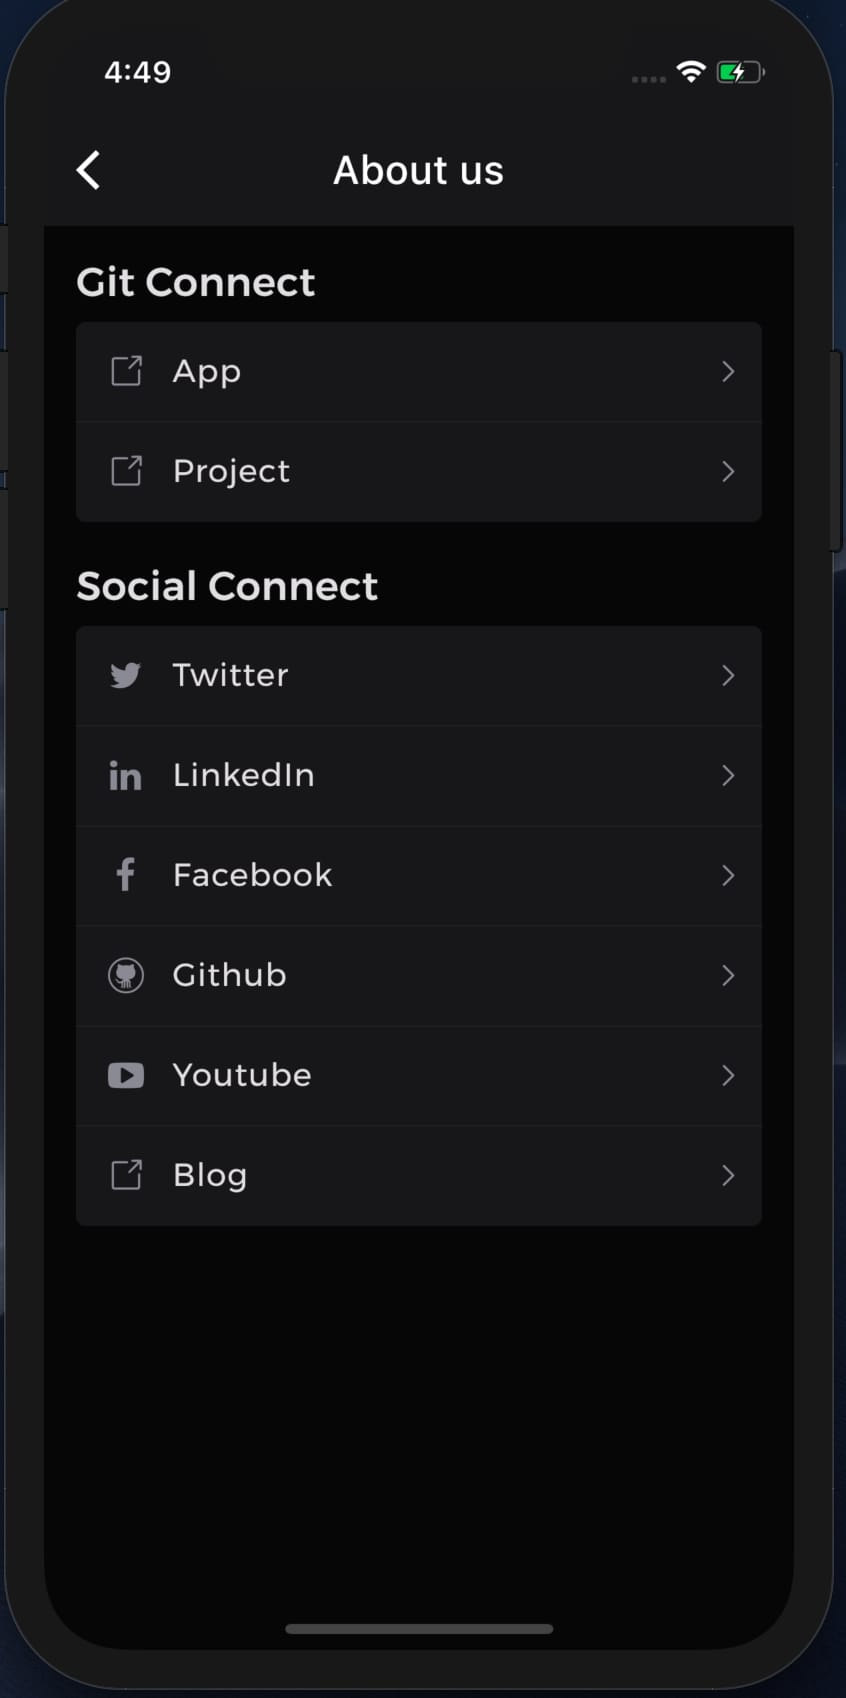 4:49
About us
Git Connect
App
Project
Social Connect
Twitter
LinkedIn
Facebook
Github
Youtube
Blog